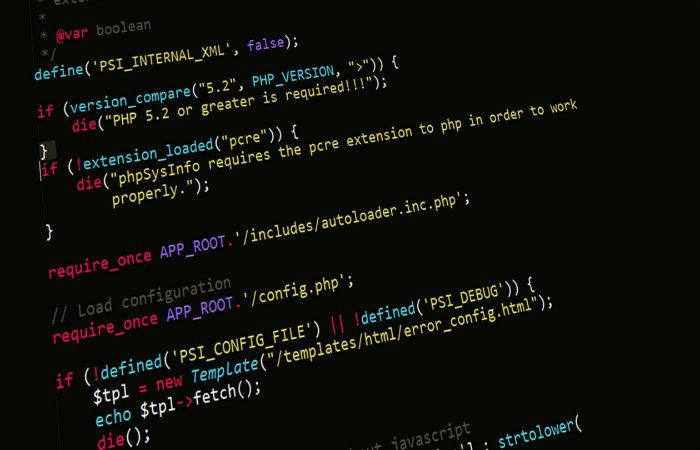 *
* @var boolean
*/
define('PSI_INTERNAL_XML', false);
if (version_compare("5.2", PHP_VERSION, ">")) {
die("PHP 5.2 or greater is required!!!");
}
if (!extension_loaded("pcre")) {
die("phpSysInfo requires the pcre extension to php in order to work
properly.");
}
require_once APP_ROOT.'/includes/autoloader.inc.php';
// Load configuration
require_once APP_ROOT.'/config.php';
if (!defined('PSI_CONFIG_FILE') || !defined('PSI_DEBUG')) {
$tpl = new Template("/templates/html/error_config.html");
echo $tpl->fetch();
die();
javascript
strtolower(